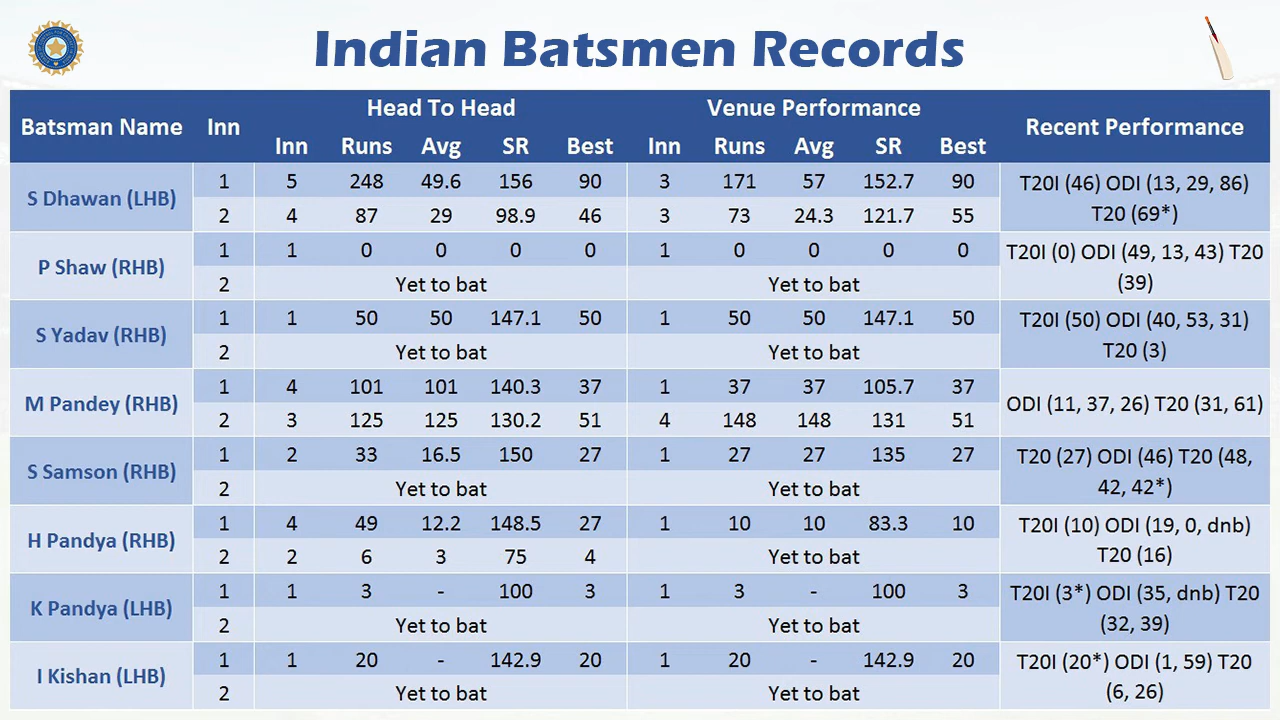 Indian Batsmen Records
Batsman Name Inn Head To Head Venue Performance Recent Performance
Inn Runs Avg SR Best Inn Runs Avg SR Best
S Dhawan (LHB) 1 5 248 49.6 156 90 3 171 57 152.7 90 T20I (46) ODI (13, 29, 86)
2 4 87 29 98.9 46 3 73 24.3 121.7 55 T20 (69*)
P Shaw (RHB) 1 1 0 0 0 0 1 0 0 0 0 T20I (0) ODI (49, 13, 43) T20
2 Yet to bat Yet to bat (39)
S Yadav (RHB) 1 1 50 50 147.1 50 1 50 50 147.1 50 T20I (50) ODI (40, 53, 31)
2 Yet to bat Yet to bat T20 (3)
M Pandey (RHB) 1 4 101 101 140.3 37 1 37 37 105.7 37 ODI (11, 37, 26) T20 (31, 61)
2 3 125 125 130.2 51 4 148 148 131 51
S Samson (RHB) 1 2 33 16.5 150 27 1 27 27 135 27 T20 (27) ODI (46) T20 (48,
2 Yet to bat Yet to bat 42, 42*)
H Pandya (RHB) 1 4 49 12.2 148.5 27 1 10 10 83.3 10 T20I (10) ODI (19, 0, dnb)
2 2 6 3 75 4 Yet to bat T20 (16)
K Pandya (LHB) 1 1 3 - 100 3 1 3 - 100 3 T20I (3*) ODI (35, dnb) T20
2 Yet to bat Yet to bat (32, 39)
I Kishan (LHB) 1 1 20 - 142.9 20 1 20 - 142.9 20 T20I (20*) ODI (1, 59) T20
2 Yet to bat Yet to bat (6, 26)